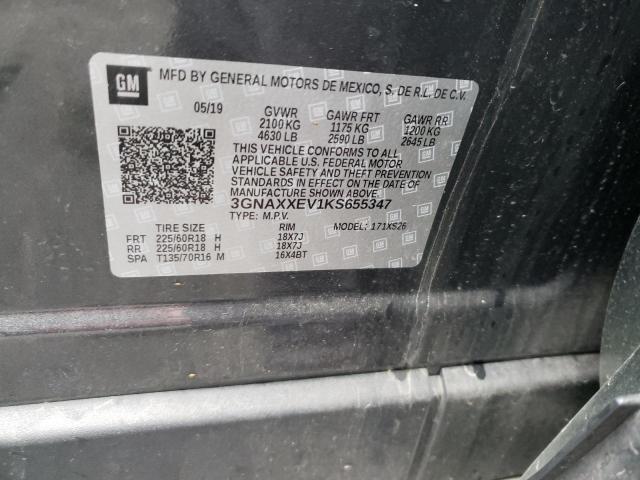 GM
MFD BY GENERAL MOTORS DE MEXICO, S. DE R.L. DE C.V.
05/19 GVWR GAWR FRT GAWR RR
2100 KG 1175 KG 1200 KG
4630 LB 2590 LB 2645 LB
THIS VEHICLE CONFORMS TO ALL
APPLICABLE U.S. FEDERAL MOTOR
VEHICLE SAFETY AND THEFT PREVENTION
STANDARDS IN EFFECT ON THE DATE OF
MANUFACTURE SHOWN ABOVE.
3GNAXXEV1KS655347
TYPE: M.P.V. MODEL: 171XS26
TIRE SIZE RIM
FRT 225/60R18 H 18X7J
RR 225/60R18 H 18X7J
SPA T135/70R16 M 16X4BT